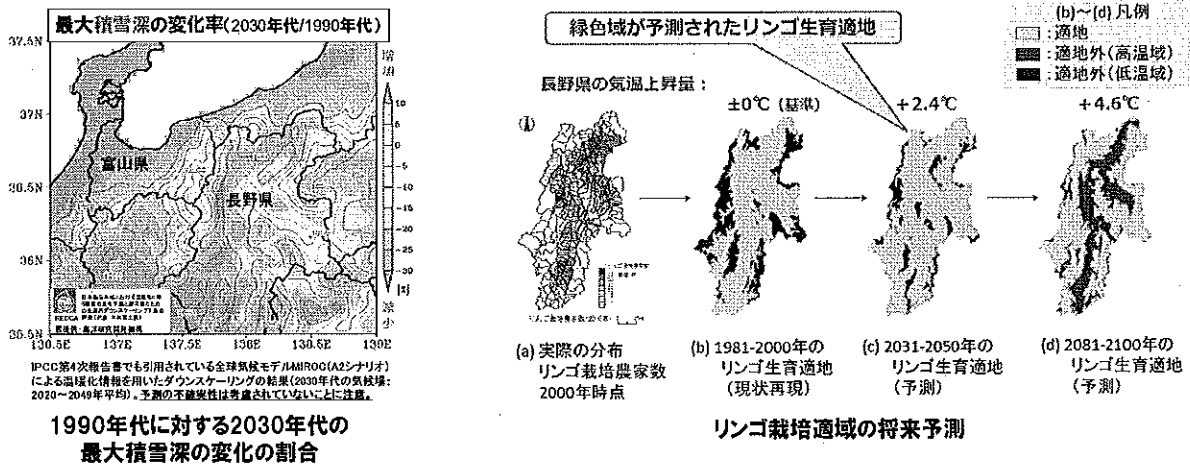 最大積雪深の変化率(2030年代/1990年代)
37.5N
37N
36.5N
36N
35.5N
136.5E
137E
137.5E
138E
138.5E
139E
富山県
長野県
増加
10
5
0
-5
-10
-15
-20
-25
-30
[%]
減少
IPCC第4次報告書でも引用されている全球気候モデルMIROC(A2シナリオ)
による温暖化情報を用いたダウンスケーリングの結果(2030年代の気候場:
2020~2049年平均)。予測の不確実性は考慮されていないことに注意。
1990年代に対する2030年代の
最大積雪深の変化の割合
緑色域が予測されたリンゴ生育適地
(b)~(d) 凡例
:適地
:適地外(高温域)
:適地外(低温域)
長野県の気温上昇量:
±0℃ (基準)
+2.4℃
+4.6℃
(a) 実際の分布
リンゴ栽培農家数
2000年時点
(b) 1981-2000年の
リンゴ生育適地
(現状再現)
(c) 2031-2050年の
リンゴ生育適地
(予測)
(d) 2081-2100年の
リンゴ生育適地
(予測)
リンゴ栽培適域の将来予測